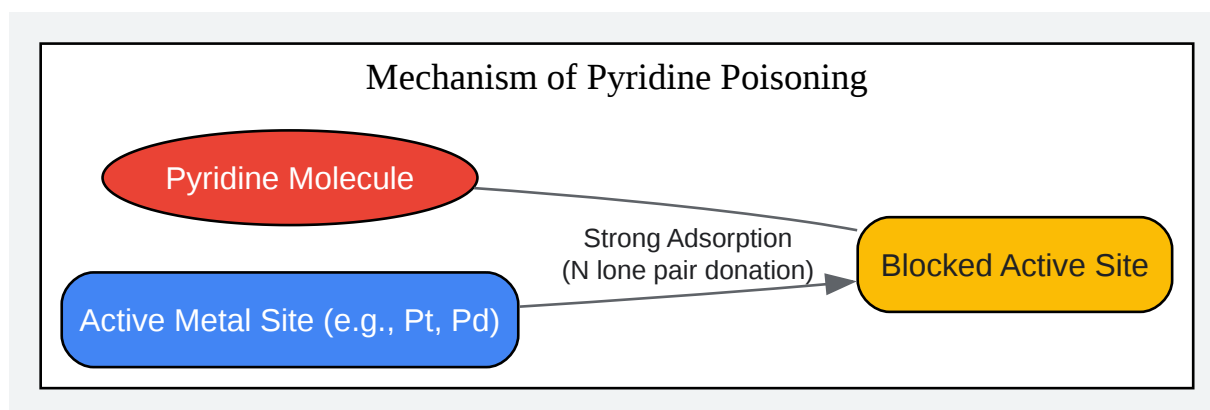 Mechanism of Pyridine Poisoning
Pyridine Molecule
Strong Adsorption
(N lone pair donation)
Blocked Active Site
Active Metal Site (e.g., Pt, Pd)